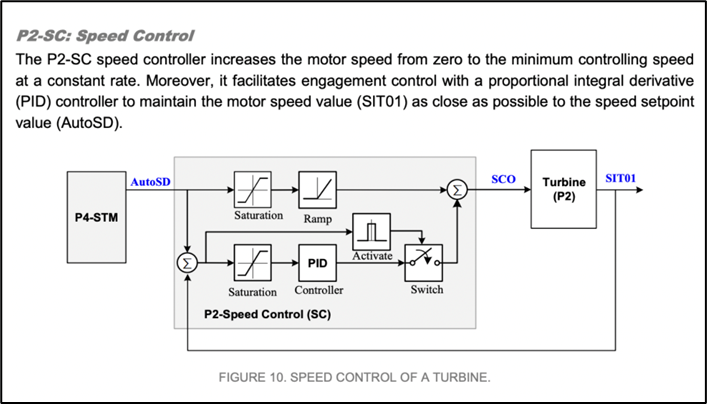 P2-SC: Speed Control
The P2-SC speed controller increases the motor speed from zero to the minimum controlling speed
at a constant rate. Moreover, it facilitates engagement control with a proportional integral derivative
(PID) controller to maintain the motor speed value (SIT01) as close as possible to the speed setpoint
value (AutoSD).
AutoSD
SCO
SIT01
P4-STM
Turbine
(P2)
Σ
Saturation
Ramp
Activate
Σ
PID
Saturation
Controller
Switch
P2-Speed Control (SC)
FIGURE 10. SPEED CONTROL OF A TURBINE.